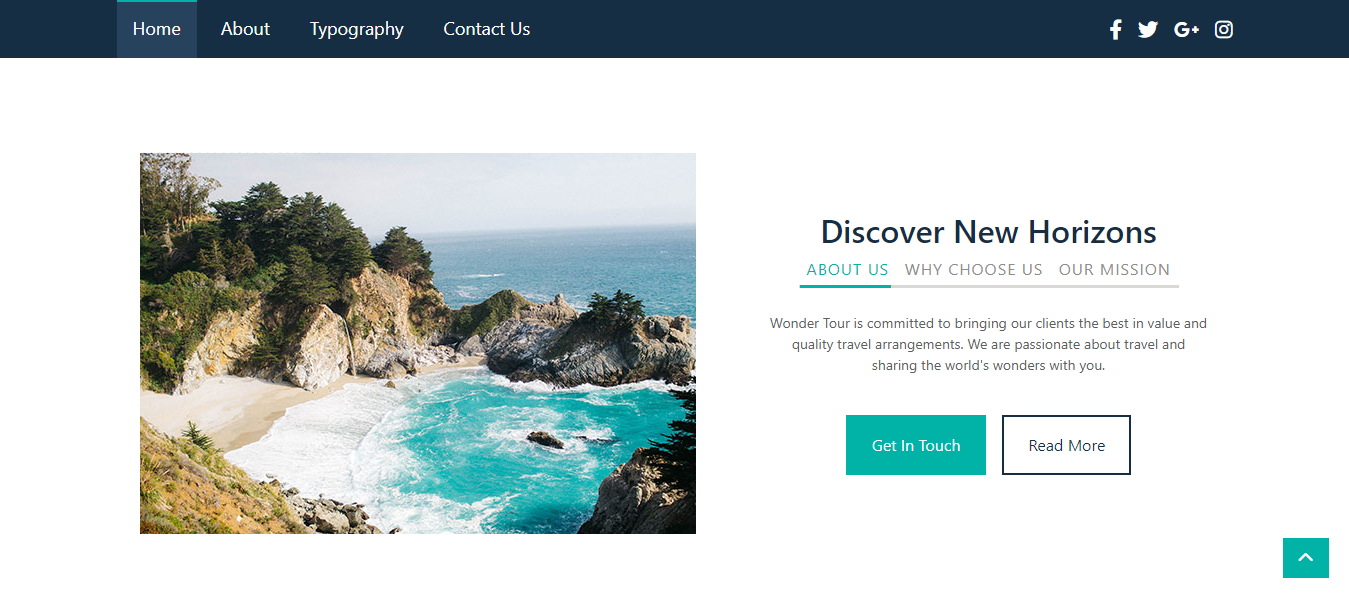 Home About Typography Contact Us
Discover New Horizons
ABOUT US WHY CHOOSE US OUR MISSION
Wonder Tour is committed to bringing our clients the best in value and
quality travel arrangements. We are passionate about travel and
sharing the world's wonders with you.
Get In Touch Read More